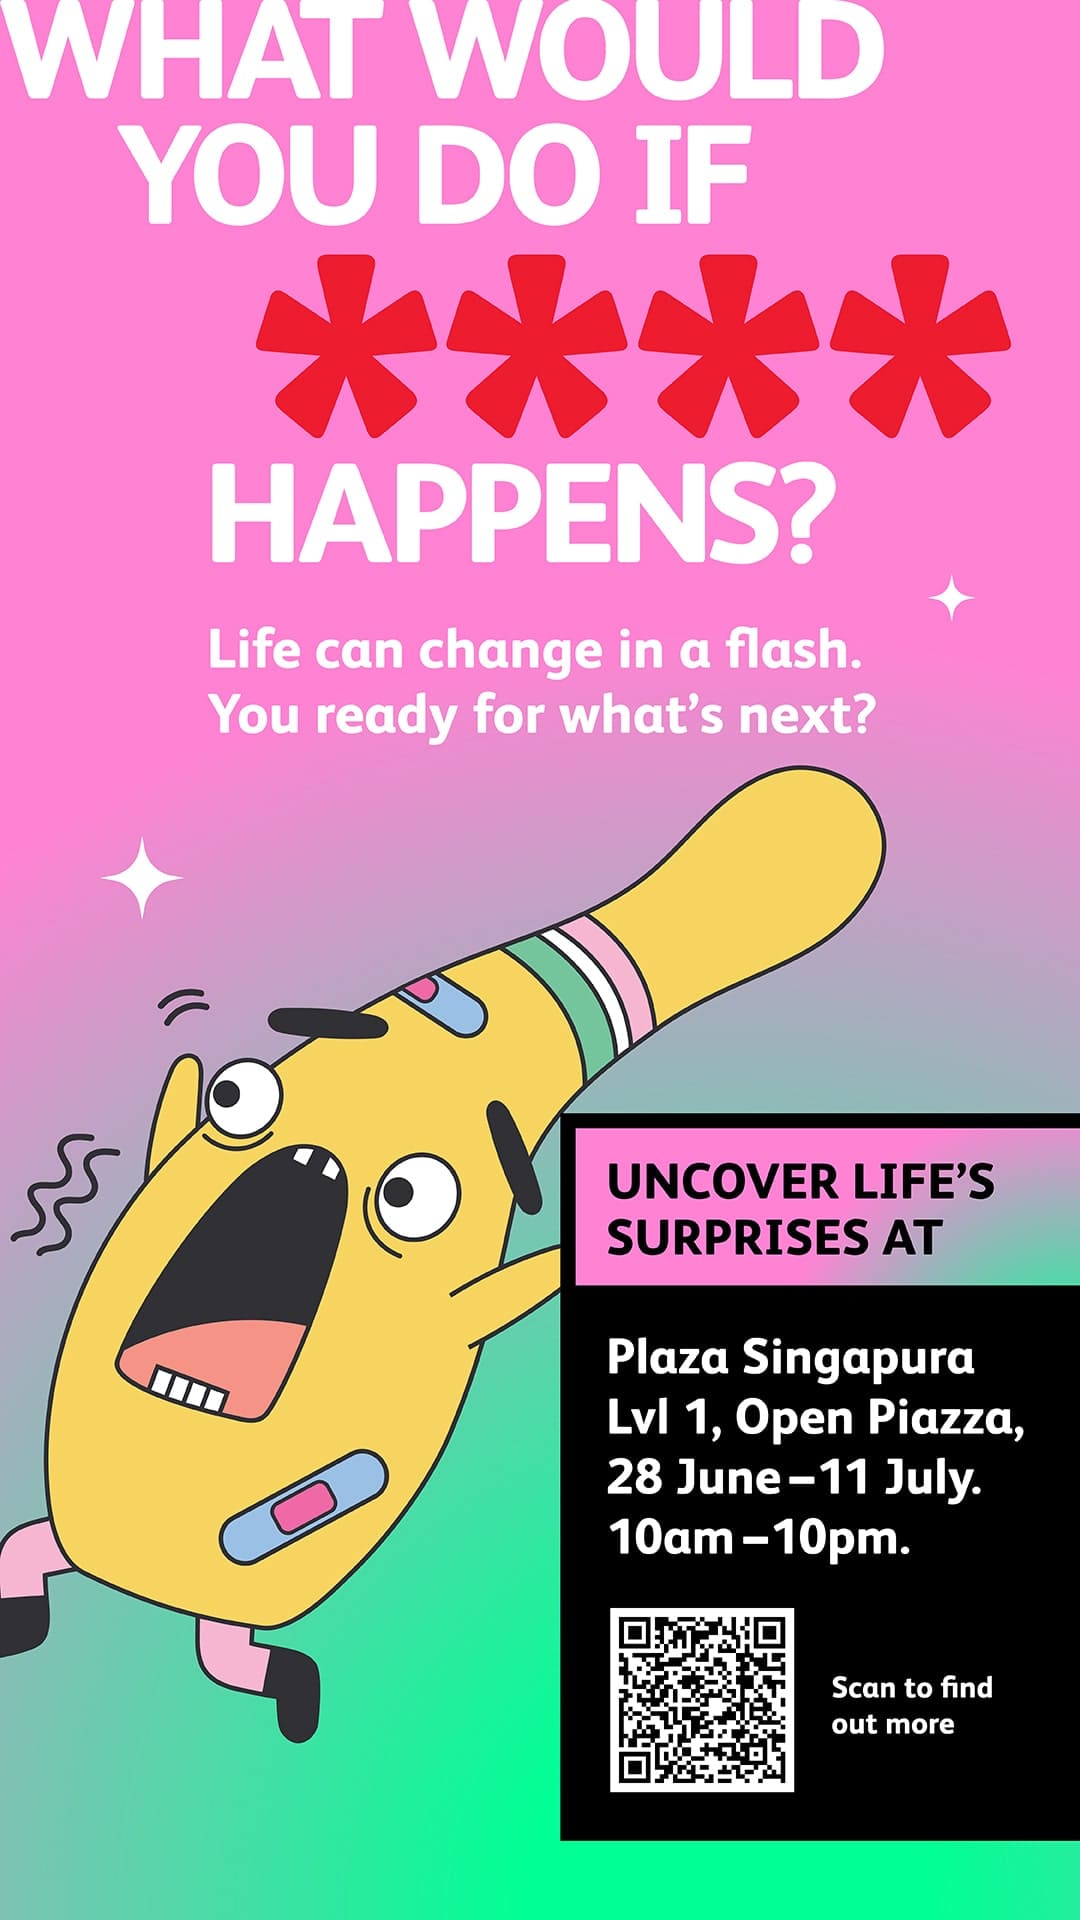 WHAT WOULD
YOU DO IF
****
HAPPENS?
Life can change in a flash.
You ready for what’s next?
UNCOVER LIFE’S
SURPRISES AT
Plaza Singapura
Lvl 1, Open Piazza,
28 June–11 July.
10am–10pm.
Scan to find
out more